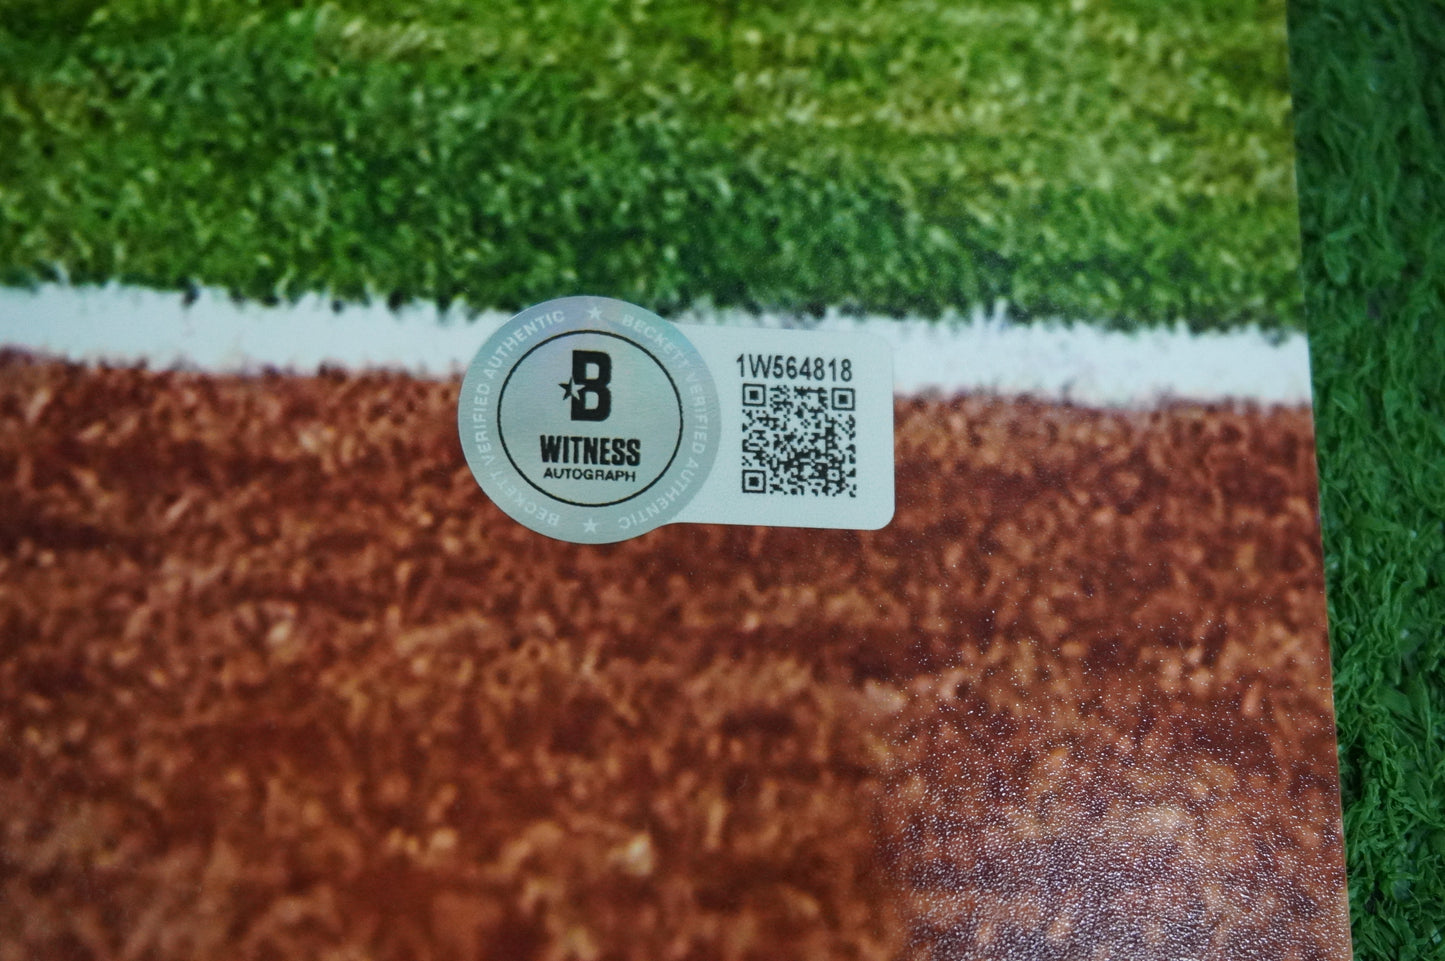 BECKETT VERIFIED AUTHENTIC ★ BECKETT VERIFIED AUTHENTIC ★
B
WITNESS
AUTOGRAPH
1W564818